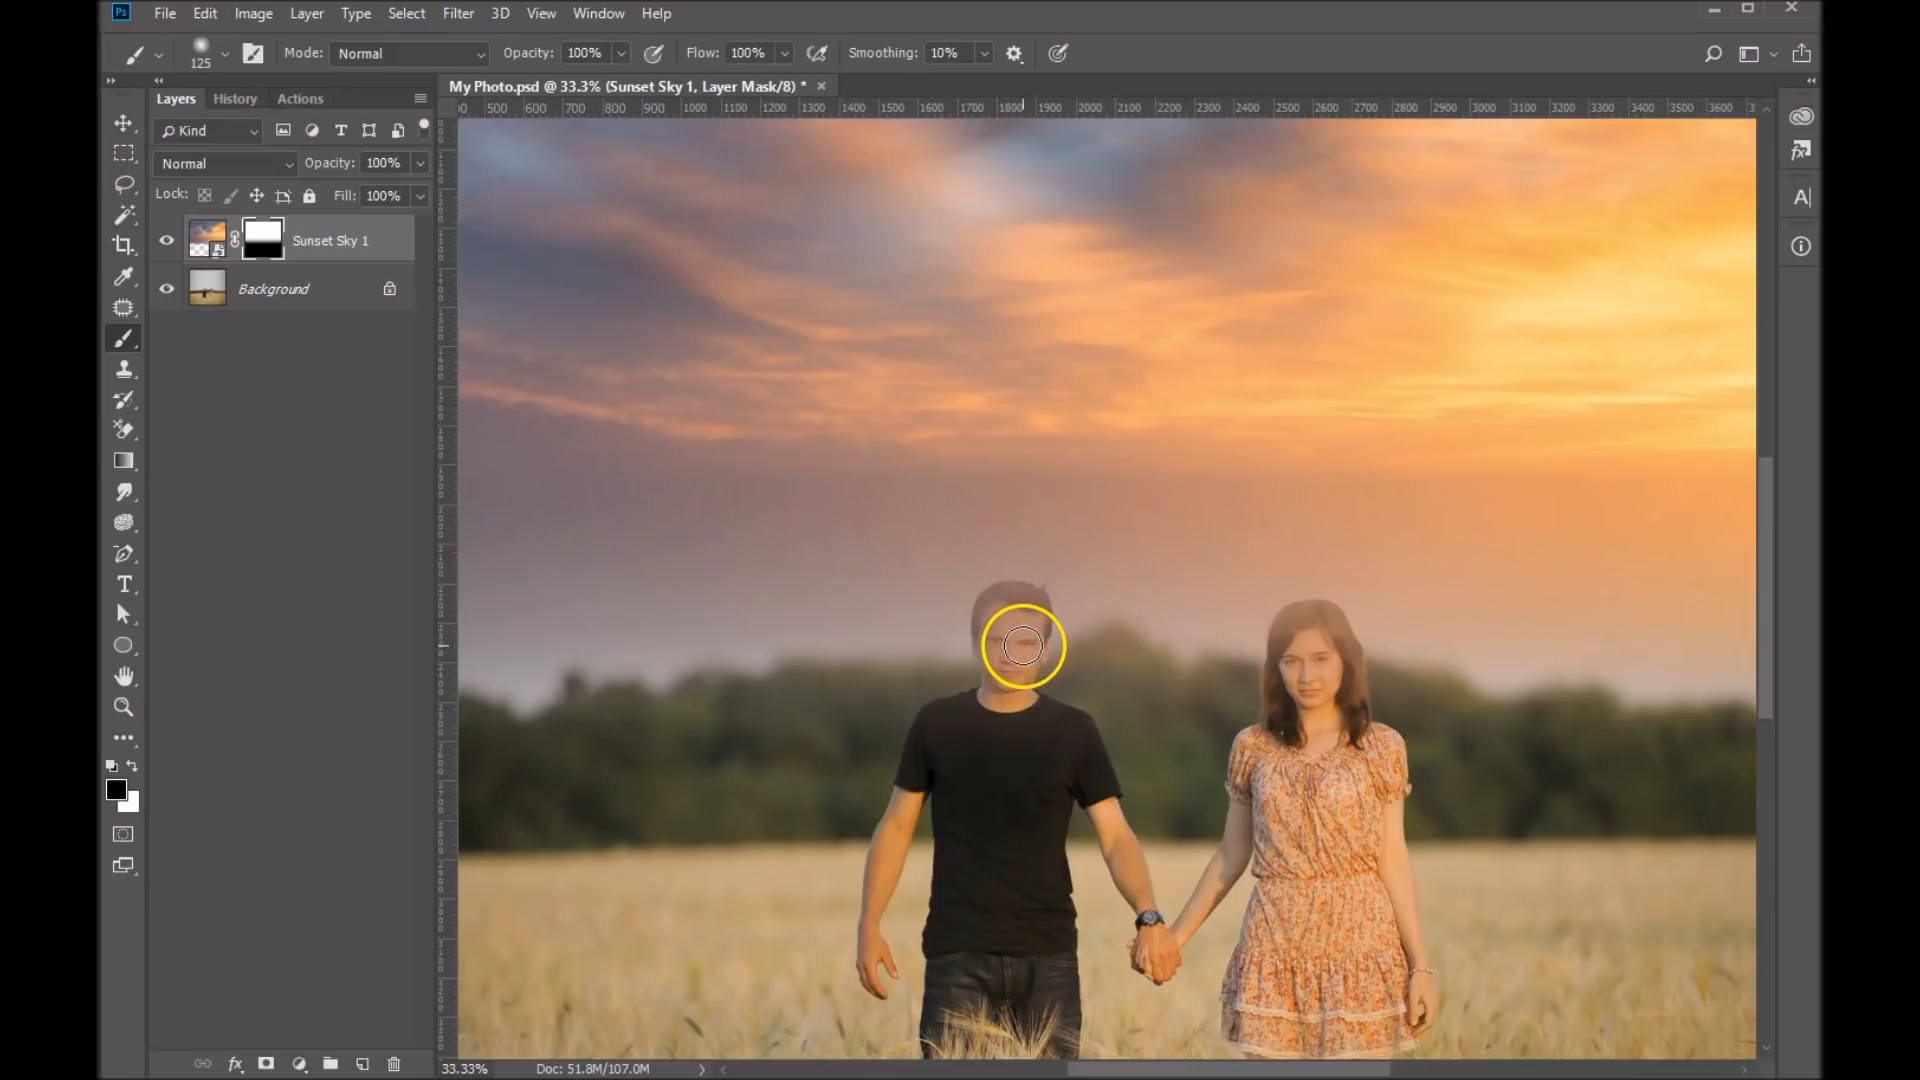 Ps File Edit Image Layer Type Select Filter 3D View Window Help
125 Mode: Normal Opacity: 100% Flow: 100% Smoothing: 10%
Layers History Actions
My Photo.psd @ 33.3% (Sunset Sky 1, Layer Mask/8) * ×
500 600 700 800 900 1000 1100 1200 1300 1400 1500 1600 1700 1800 1900 2000 2100 2200 2300 2400 2500 2600 2700 2800 2900 3000 3100 3200 3300 3400 3500 3600
Kind
Normal Opacity: 100%
Lock: Fill: 100%
Sunset Sky 1
Background
fx
A
T
fx
33.33% Doc: 51.8M/107.0M